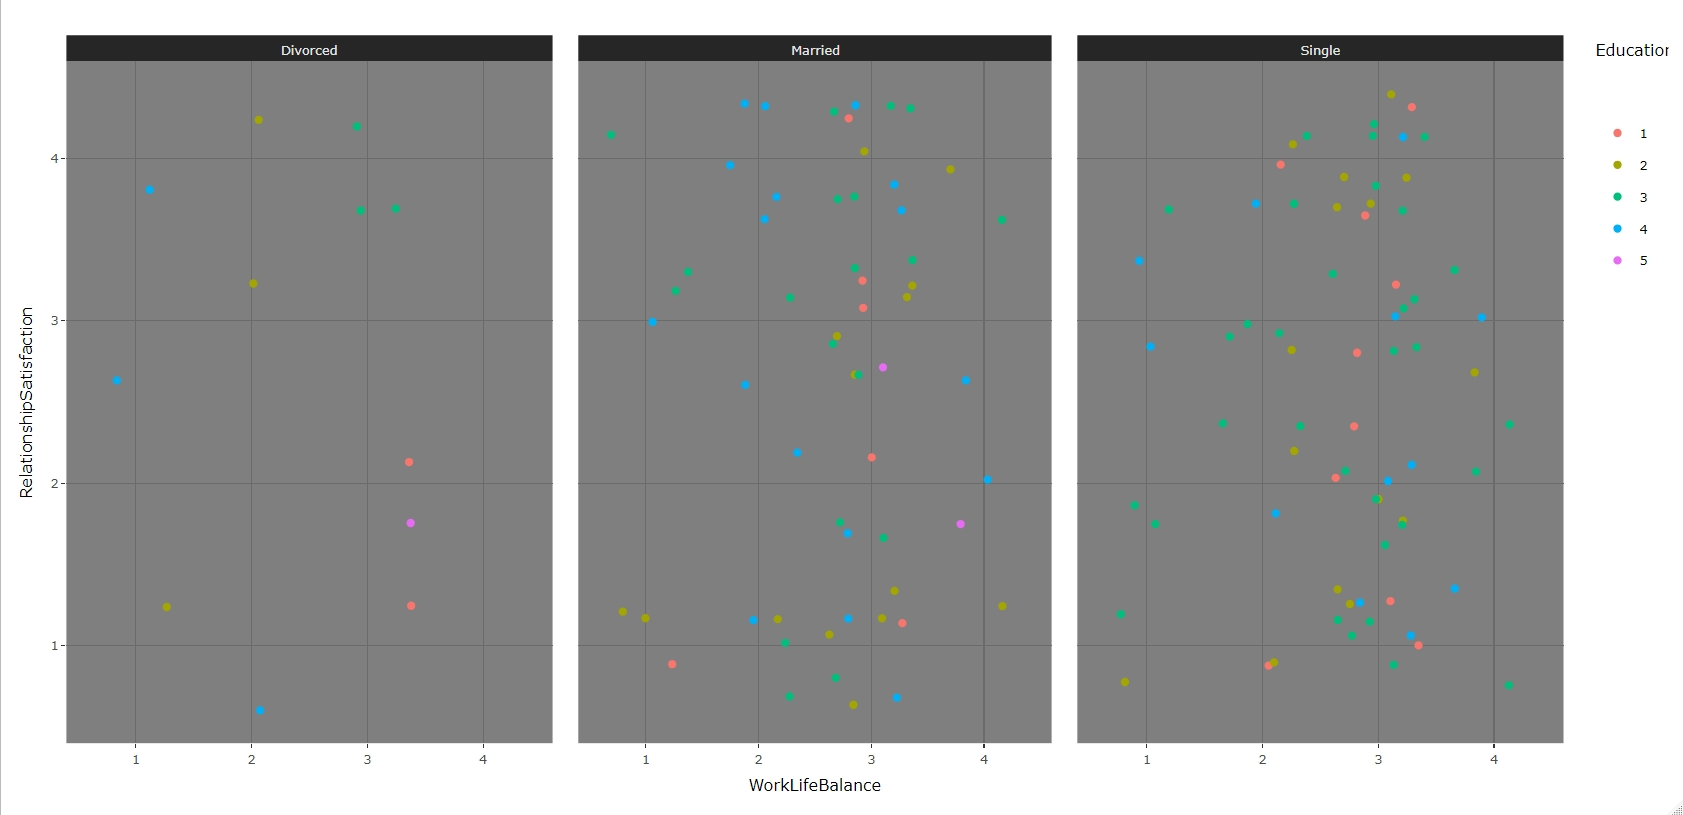 Divorced
Married
Single
Educatior
1
2
3
4
5
4
3
2
1
RelationshipSatisfaction
1 2 3 4
1 2 3 4
1 2 3 4
WorkLifeBalance